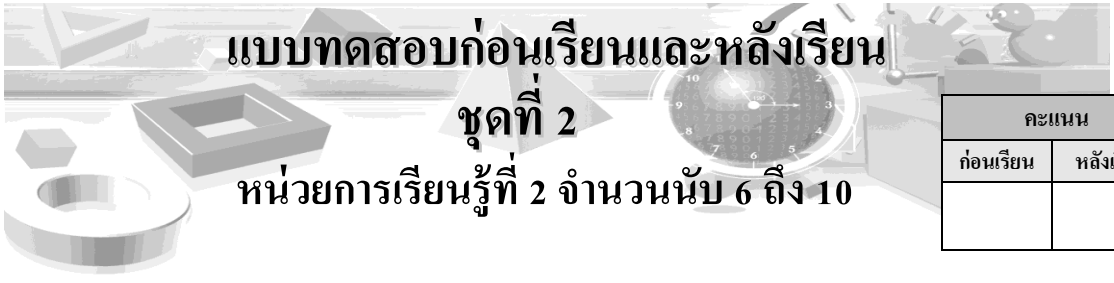 แบบทดสอบก่อนเรียนและหลังเรียน
ชุดที่ 2
หน่วยการเรียนรู้ที่ 2 จำนวนนับ 6 ถึง 10
คะแนน
ก่อนเรียน